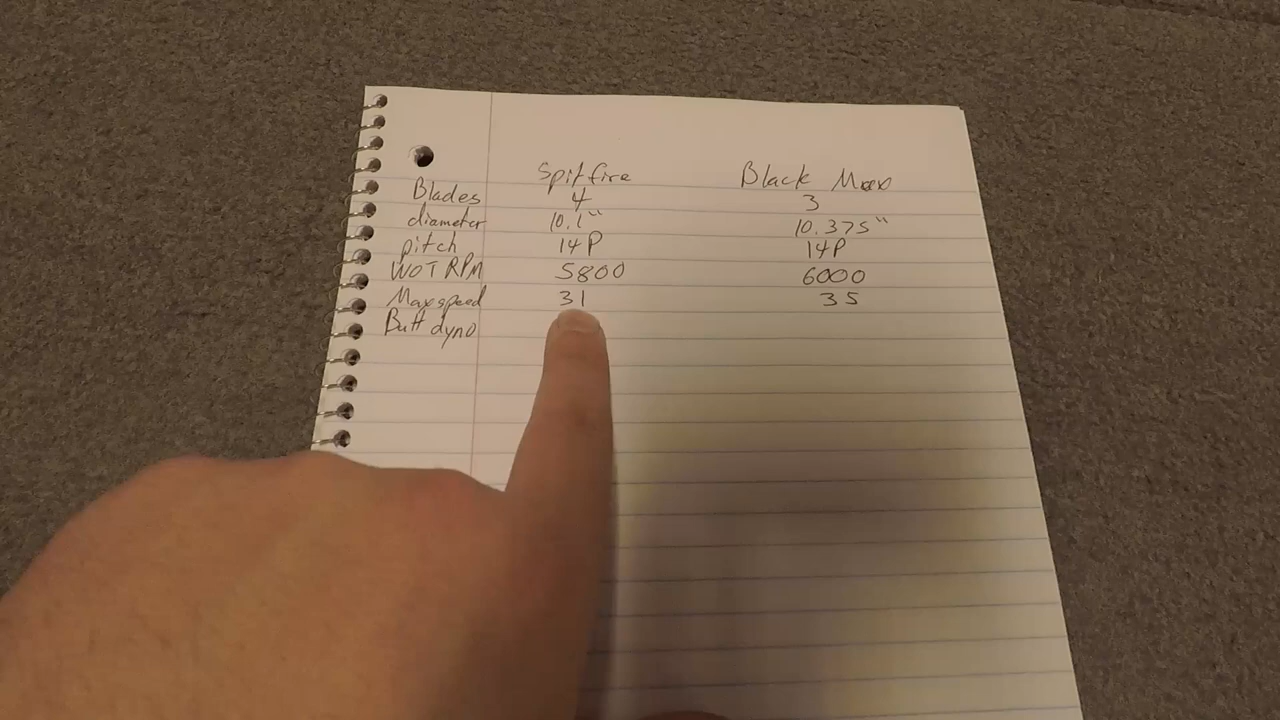 Spitfire Black Max
Blades 4 3
diameter 10.1" 10.375"
pitch 14P 14P
WOT RPM 5800 6000
Max speed 31 35
Butt dyno